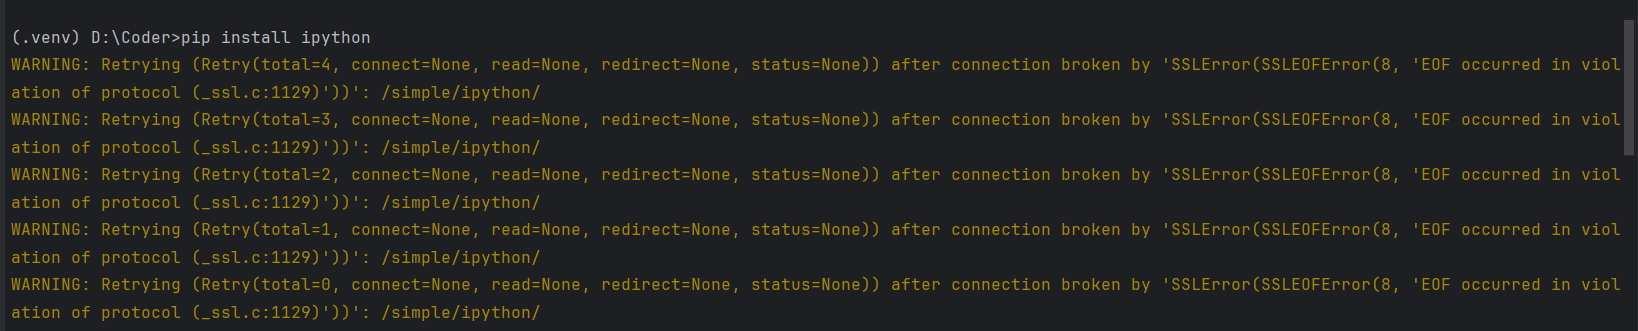 (.venv) D:\Coder>pip install ipython
WARNING: Retrying (Retry(total=4, connect=None, read=None, redirect=None, status=None)) after connection broken by 'SSLError(SSLEOFError(8, 'EOF occurred in viol
ation of protocol (_ssl.c:1129)'))': /simple/ipython/
WARNING: Retrying (Retry(total=3, connect=None, read=None, redirect=None, status=None)) after connection broken by 'SSLError(SSLEOFError(8, 'EOF occurred in viol
ation of protocol (_ssl.c:1129)'))': /simple/ipython/
WARNING: Retrying (Retry(total=2, connect=None, read=None, redirect=None, status=None)) after connection broken by 'SSLError(SSLEOFError(8, 'EOF occurred in viol
ation of protocol (_ssl.c:1129)'))': /simple/ipython/
WARNING: Retrying (Retry(total=1, connect=None, read=None, redirect=None, status=None)) after connection broken by 'SSLError(SSLEOFError(8, 'EOF occurred in viol
ation of protocol (_ssl.c:1129)'))': /simple/ipython/
WARNING: Retrying (Retry(total=0, connect=None, read=None, redirect=None, status=None)) after connection broken by 'SSLError(SSLEOFError(8, 'EOF occurred in viol
ation of protocol (_ssl.c:1129)'))': /simple/ipython/